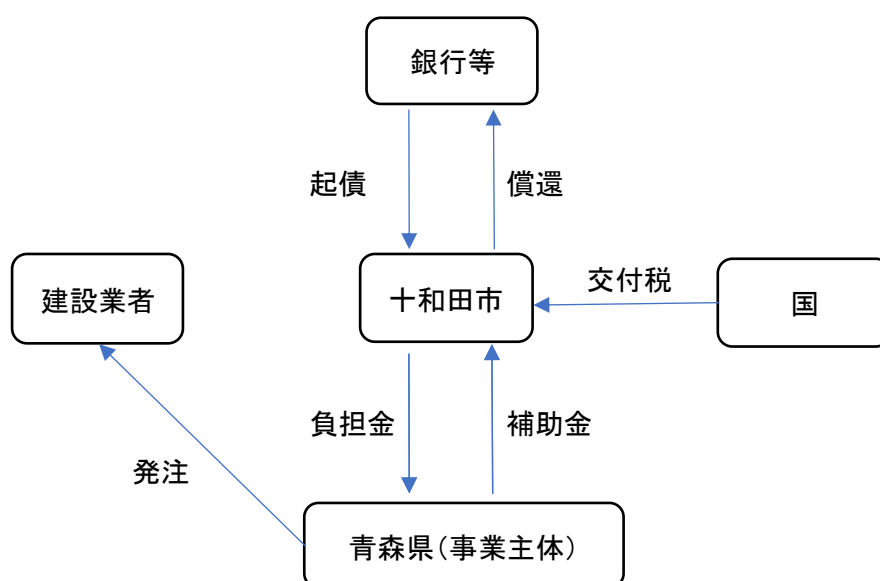 銀行等
起債
償還
建設業者
十和田市
交付税
国
負担金
補助金
発注
青森県（事業主体）